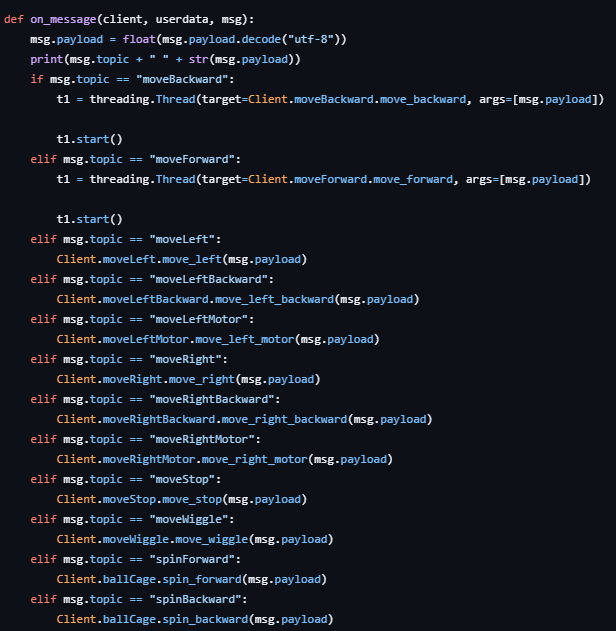 def on_message(client, userdata, msg):
    msg.payload = float(msg.payload.decode("utf-8"))
    print(msg.topic + " " + str(msg.payload))
    if msg.topic == "moveBackward":
        t1 = threading.Thread(target=Client.moveBackward.move_backward, args=[msg.payload])

        t1.start()
    elif msg.topic == "moveForward":
        t1 = threading.Thread(target=Client.moveForward.move_forward, args=[msg.payload])

        t1.start()
    elif msg.topic == "moveLeft":
        Client.moveLeft.move_left(msg.payload)
    elif msg.topic == "moveLeftBackward":
        Client.moveLeftBackward.move_left_backward(msg.payload)
    elif msg.topic == "moveLeftMotor":
        Client.moveLeftMotor.move_left_motor(msg.payload)
    elif msg.topic == "moveRight":
        Client.moveRight.move_right(msg.payload)
    elif msg.topic == "moveRightBackward":
        Client.moveRightBackward.move_right_backward(msg.payload)
    elif msg.topic == "moveRightMotor":
        Client.moveRightMotor.move_right_motor(msg.payload)
    elif msg.topic == "moveStop":
        Client.moveStop.move_stop(msg.payload)
    elif msg.topic == "moveWiggle":
        Client.moveWiggle.move_wiggle(msg.payload)
    elif msg.topic == "spinForward":
        Client.ballCage.spin_forward(msg.payload)
    elif msg.topic == "spinBackward":
        Client.ballCage.spin_backward(msg.payload)